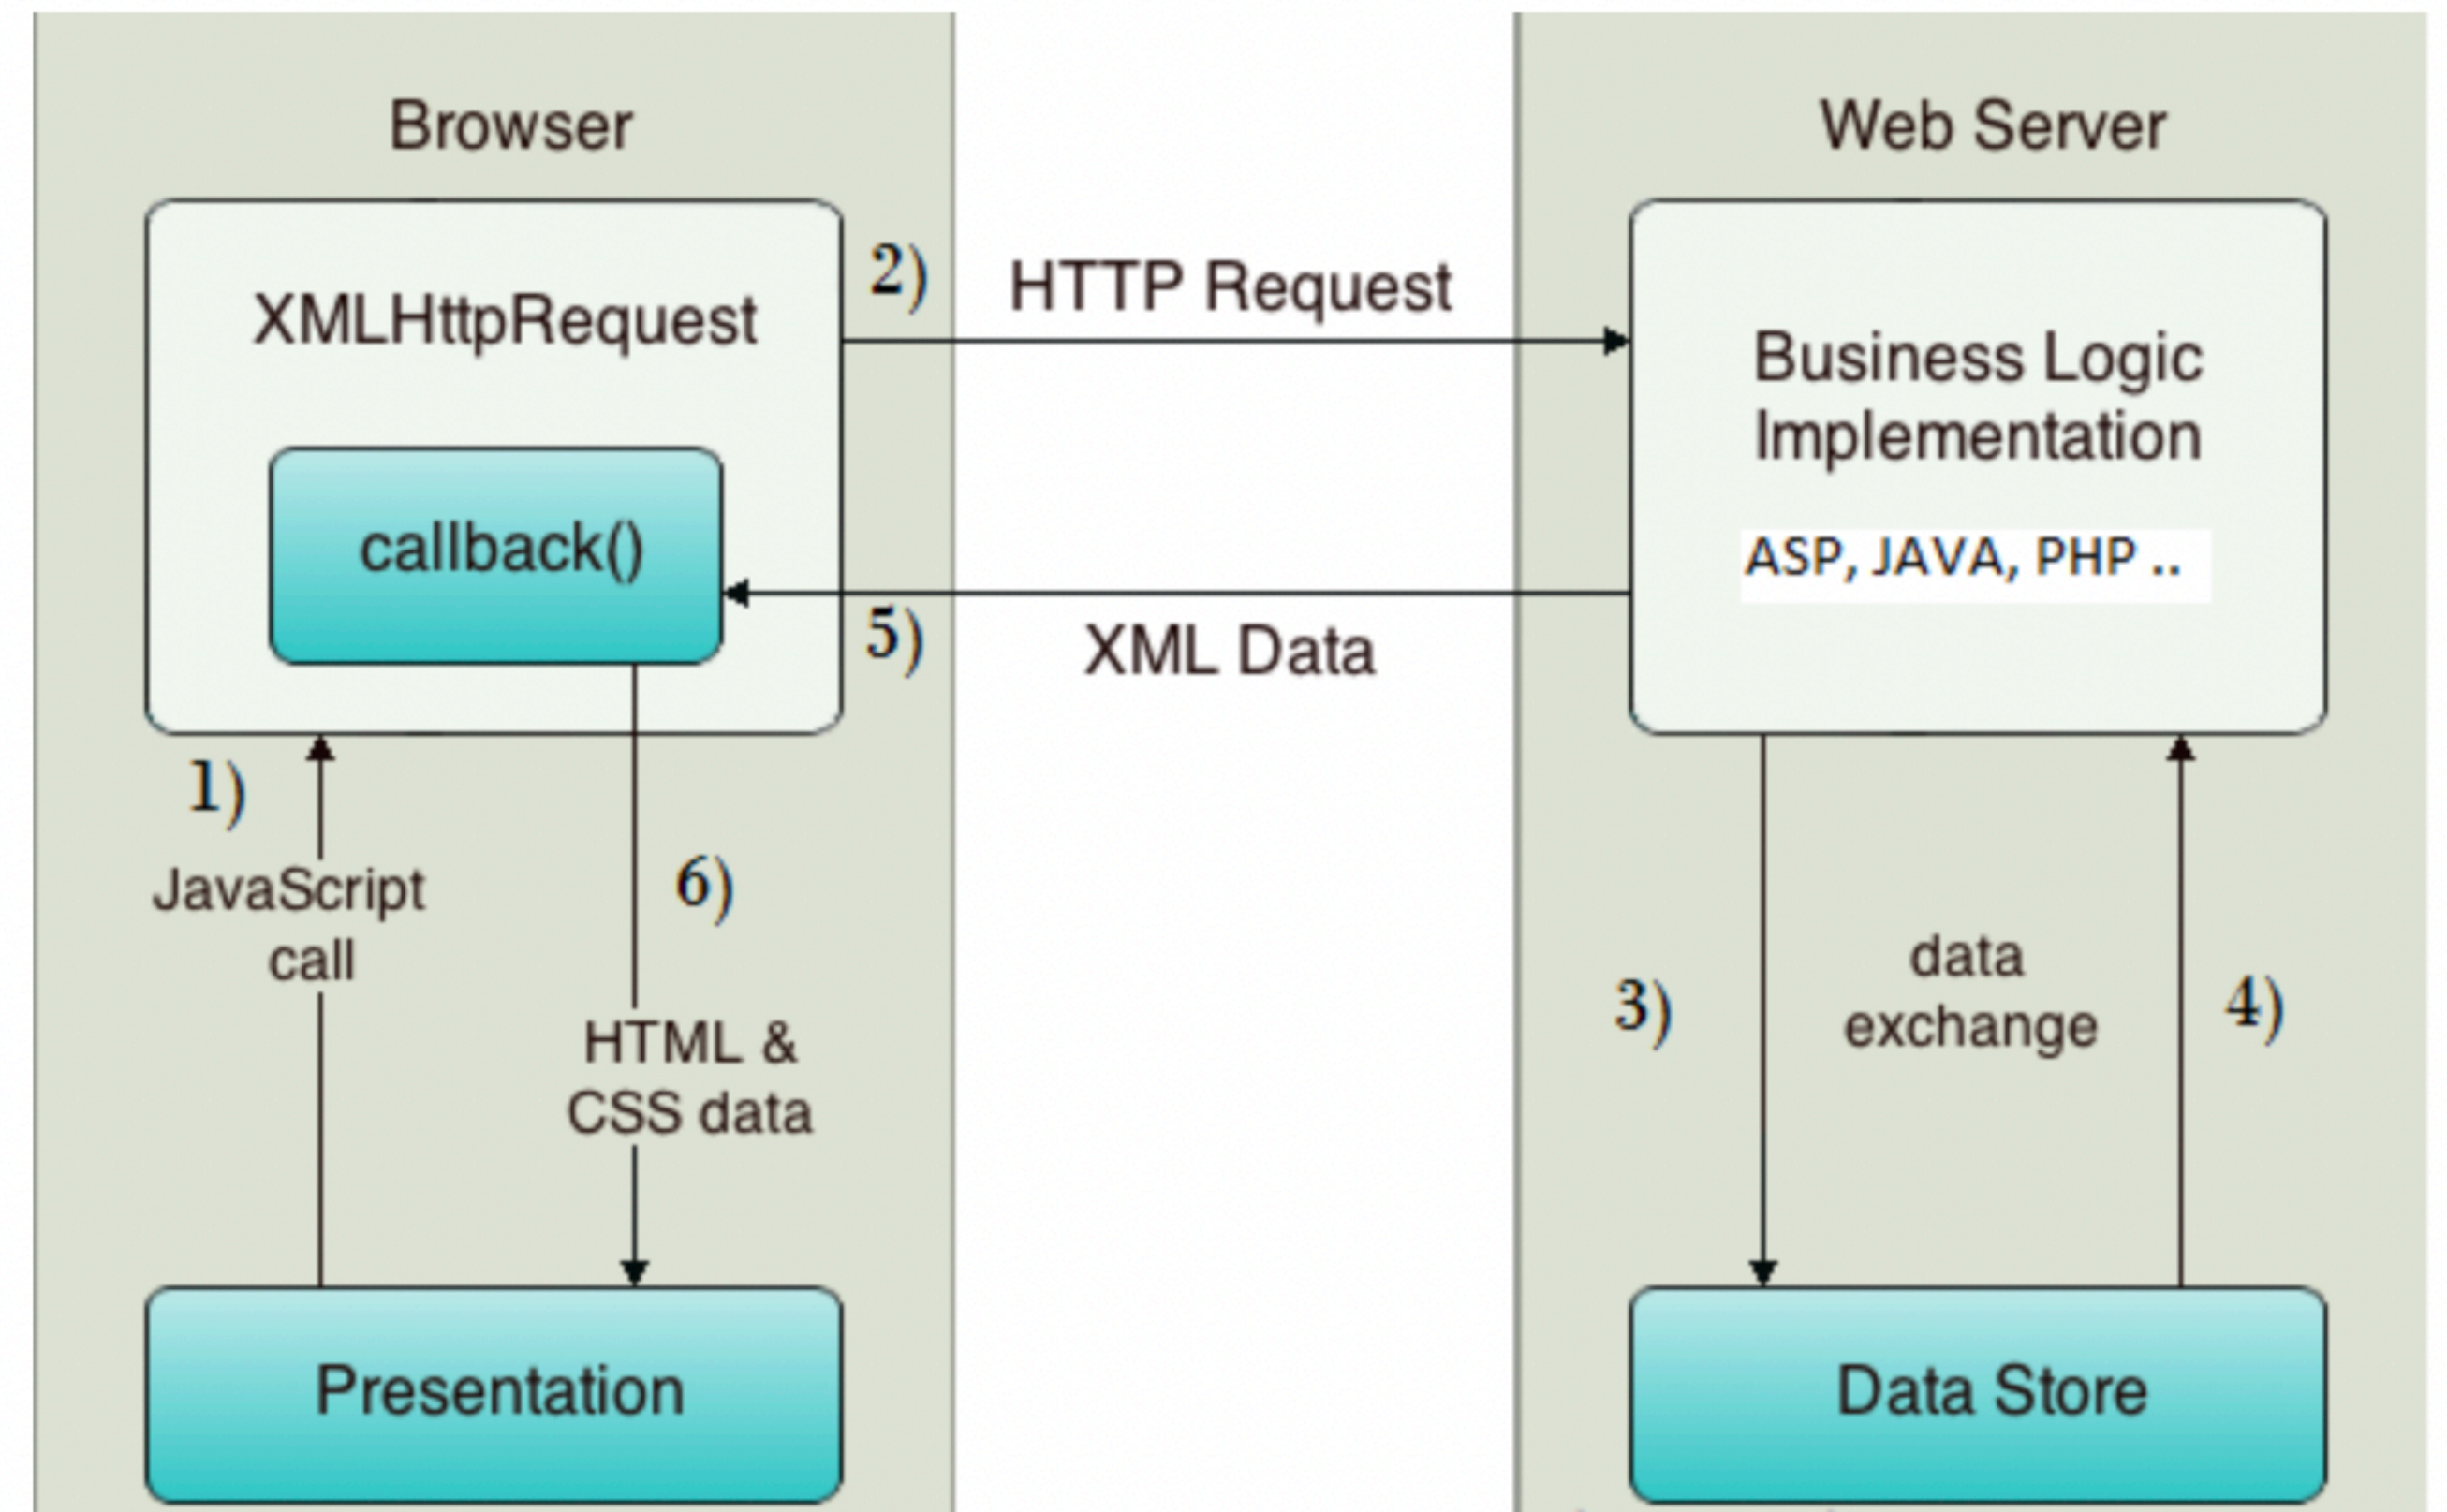 Browser
Web Server
XMLHttpRequest
callback()
2)
HTTP Request
Business Logic
Implementation
ASP, JAVA, PHP ..
5)
XML Data
1)
JavaScript
call
6)
HTML &
CSS data
3)
data
exchange
4)
Presentation
Data Store